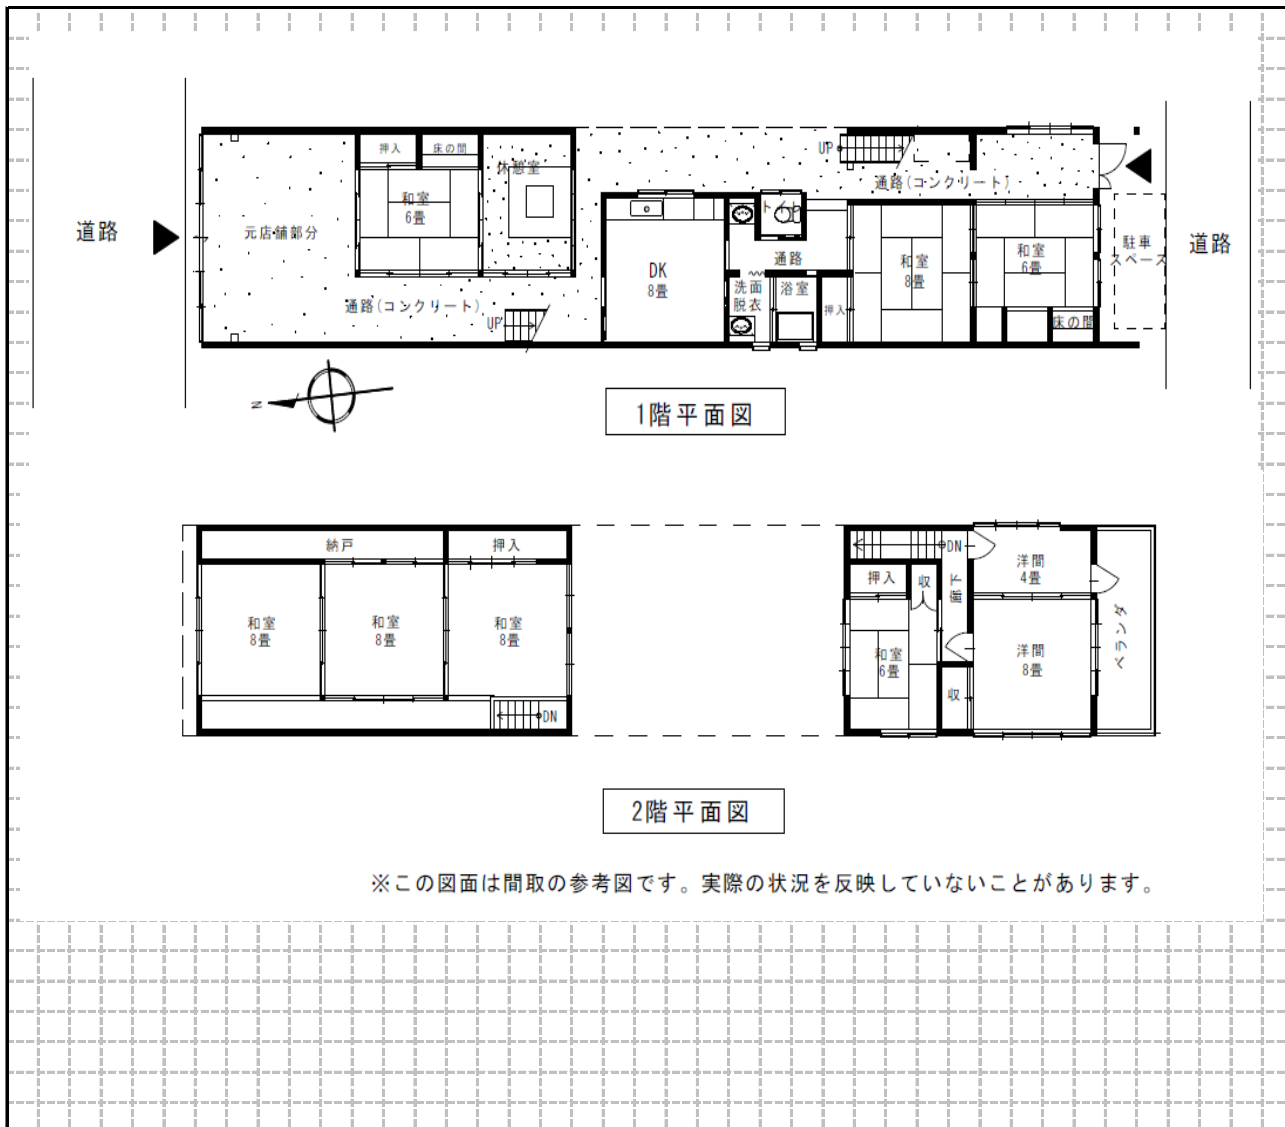 押入
床の間
休憩室
和室
6畳
道路
元店舗部分
通路(コンクリート)
UP
DK
8畳
トイレ
通路
洗面
脱衣
浴室
押入
UP
通路(コンクリート)
和室
8畳
和室
6畳
床の間
駐車
スペース
道路
N
1階平面図
納戸
押入
和室
8畳
和室
8畳
和室
8畳
DN
DN
押入
収
廊下
洋間
4畳
和室
6畳
収
洋間
8畳
ベランダ
2階平面図
※この図面は間取の参考図です。実際の状況を反映していないことがあります。